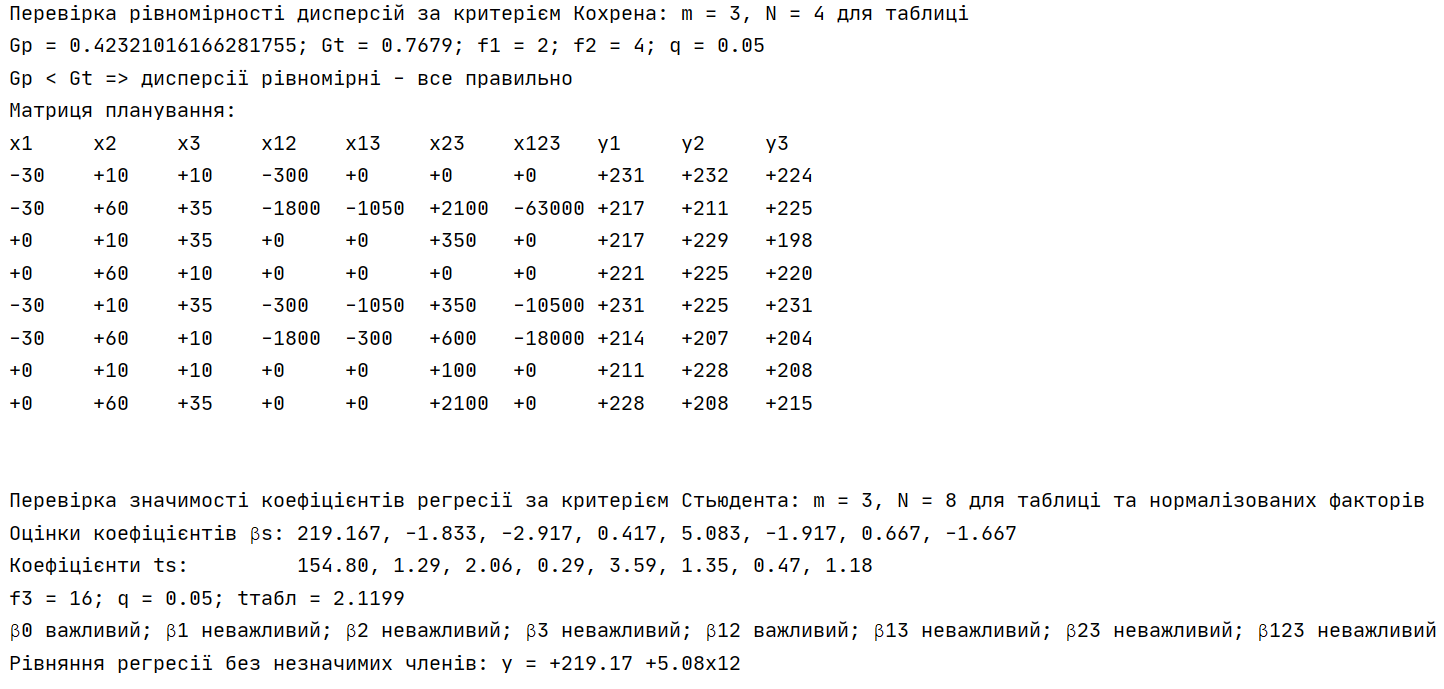 Перевірка рівномірності дисперсій за критерієм Кохрена: m = 3, N = 4 для таблиці
Gp = 0.42321016166281755; Gt = 0.7679; f1 = 2; f2 = 4; q = 0.05
Gp < Gt => дисперсії рівномірні – все правильно
Матриця планування:
x1 x2 x3 x12 x13 x23 x123 y1 y2 y3
-30 +10 +10 -300 +0 +0 +0 +231 +232 +224
-30 +60 +35 -1800 -1050 +2100 -63000 +217 +211 +225
+0 +10 +35 +0 +0 +350 +0 +217 +229 +198
+0 +60 +10 +0 +0 +0 +0 +221 +225 +220
-30 +10 +35 -300 -1050 +350 -10500 +231 +225 +231
-30 +60 +10 -1800 -300 +600 -18000 +214 +207 +204
+0 +10 +10 +0 +0 +100 +0 +211 +228 +208
+0 +60 +35 +0 +0 +2100 +0 +228 +208 +215
Перевірка значимості коефіцієнтів регресії за критерієм Стьюдента: m = 3, N = 8 для таблиці та нормалізованих факторів
Оцінки коефіцієнтів βs: 219.167, -1.833, -2.917, 0.417, 5.083, -1.917, 0.667, -1.667
Коефіцієнти ts: 154.80, 1.29, 2.06, 0.29, 3.59, 1.35, 0.47, 1.18
f3 = 16; q = 0.05; tтабл = 2.1199
β0 важливий; β1 неважливий; β2 неважливий; β3 неважливий; β12 важливий; β13 неважливий; β23 неважливий; β123 неважливий
Рівняння регресії без незначимих членів: y = +219.17 +5.08x12